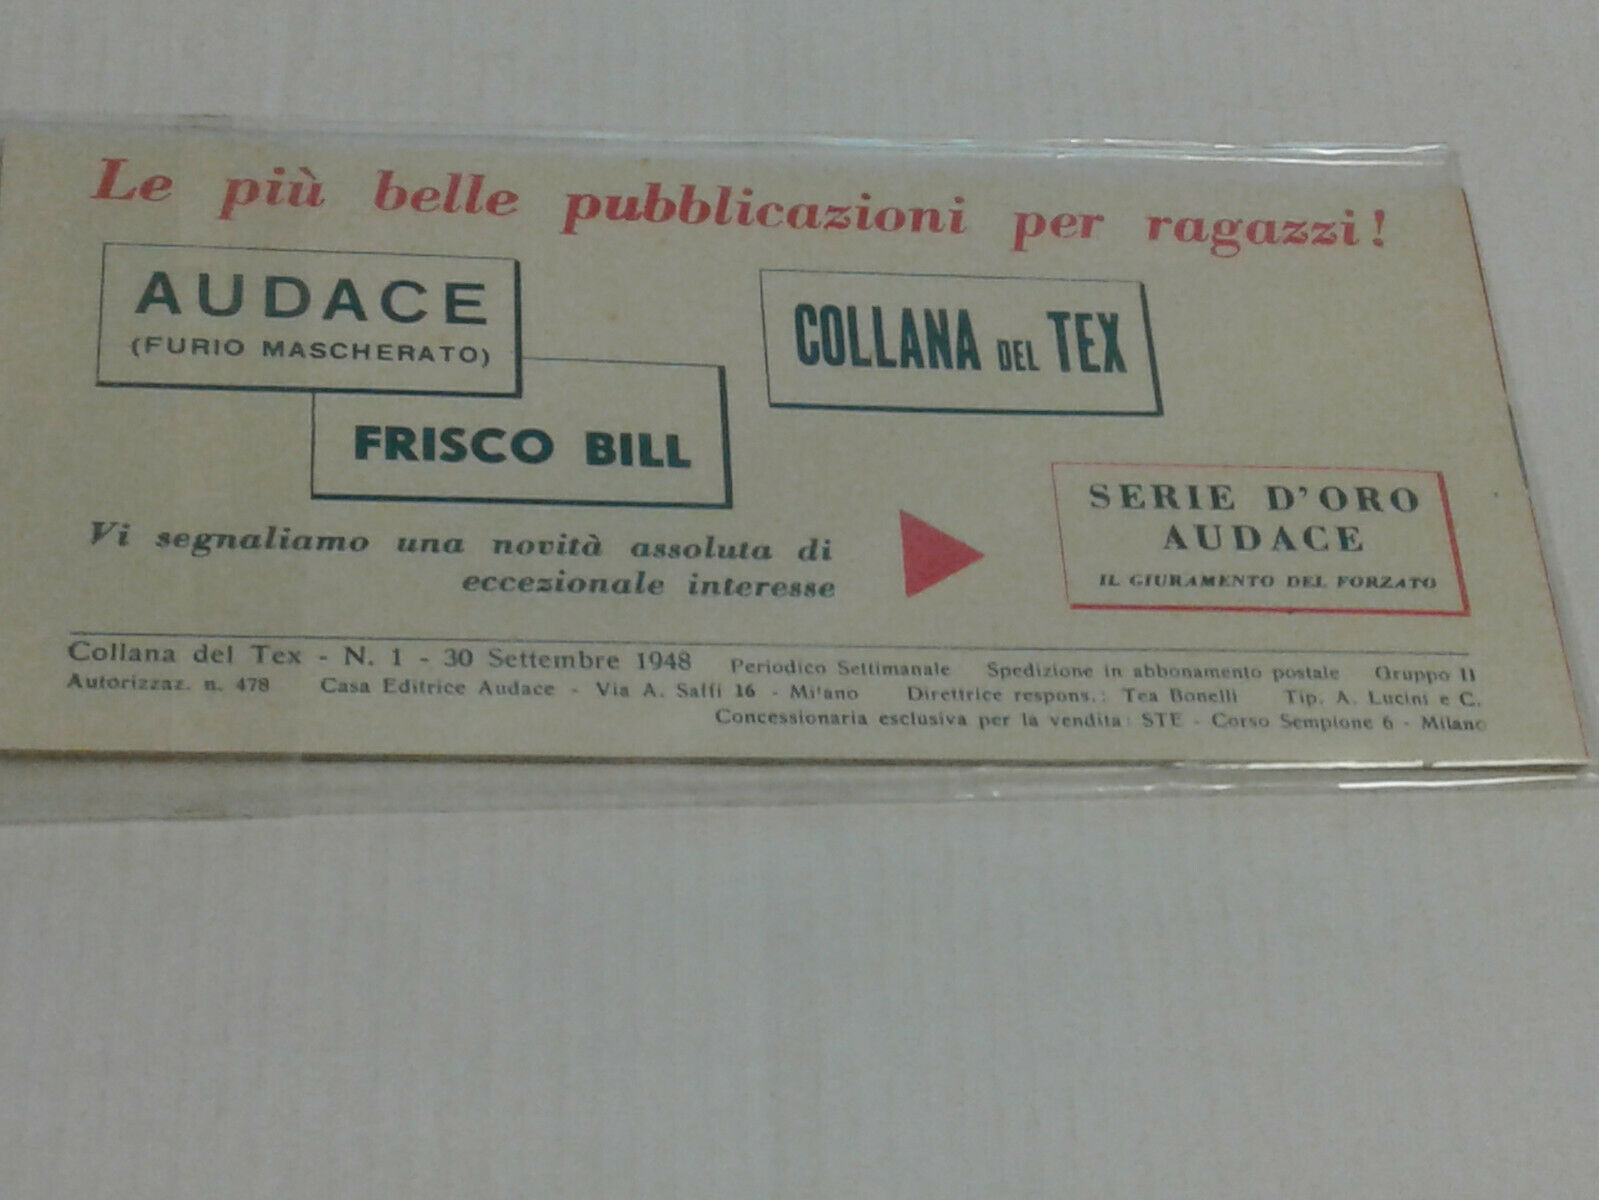 Le più belle pubblicazioni per ragazzi!
AUDACE
(FURIO MASCHERATO)
FRISCO BILL
COLLANA DEL TEX
Vi segnaliamo una novità assoluta di
eccezionale interesse
SERIE D'ORO
AUDACE
IL GIURAMENTO DEL FORZATO
Collana del Tex - N. 1 - 30 Settembre 1948 Periodico Settimanale Spedizione in abbonamento postale Gruppo II
Autorizzaz. n. 478 Casa Editrice Audace - Via A. Saffi 16 - Milano Direttrice respons.: Tea Bonelli Tip. A. Lucini e C.
Concessionaria esclusiva per la vendita: STE - Corso Sempione 6 - Milano